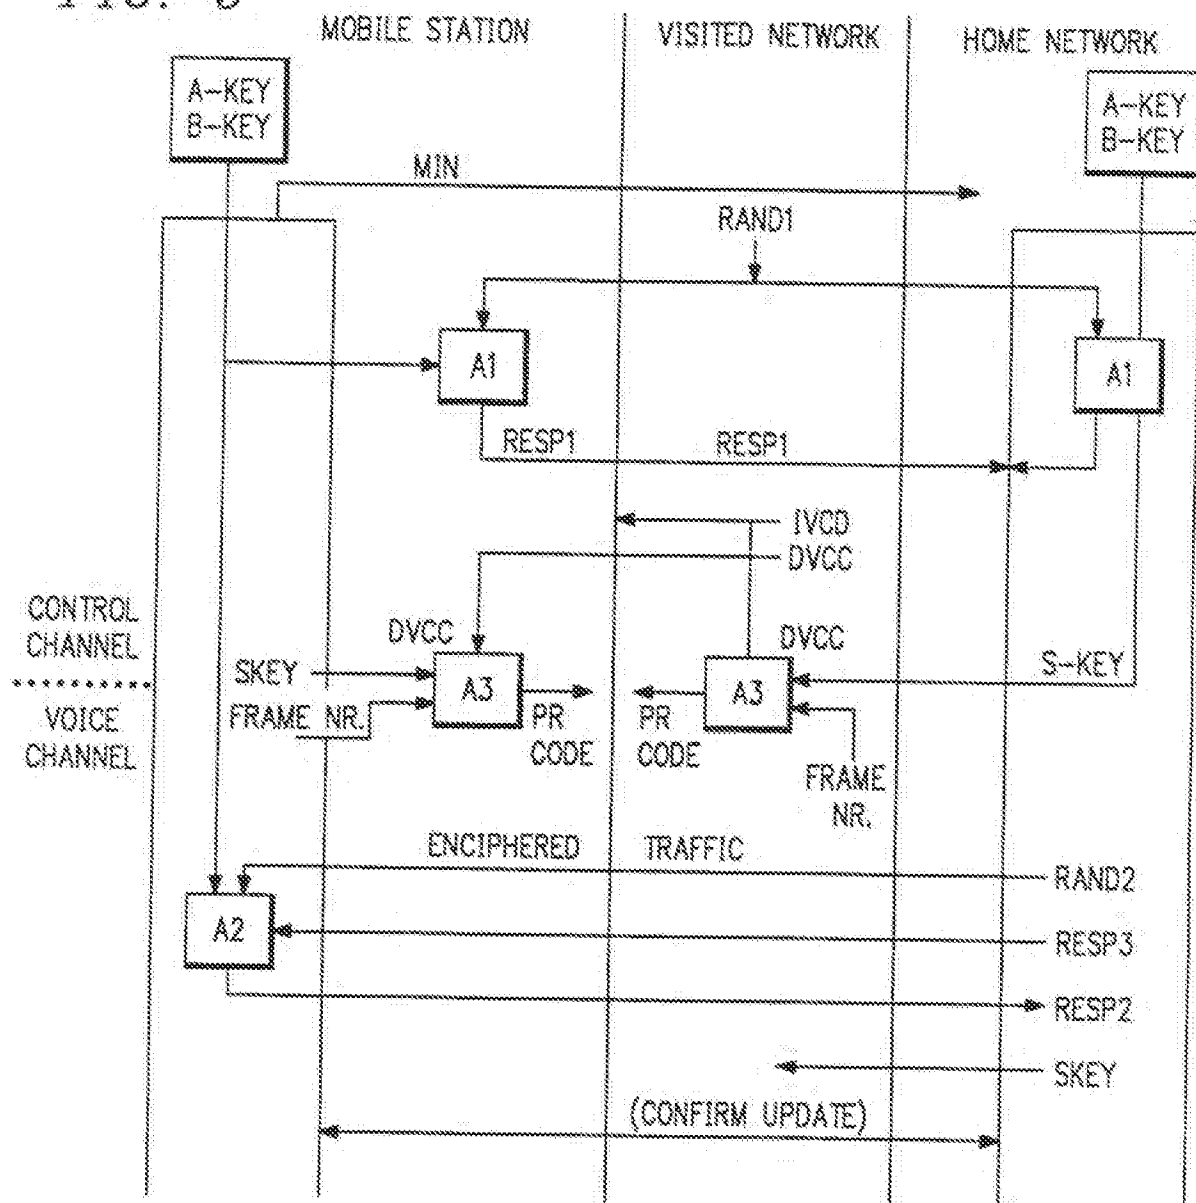 MOBILE STATION
VISITED NETWORK
HOME NETWORK
A-KEY
B-KEY
A-KEY
B-KEY
MIN
RAND1
A1
A1
RESP1
RESP1
IVCD
DVCC
CONTROL
CHANNEL
DVCC
DVCC
SKEY
A3
A3
S-KEY
VOICE
CHANNEL
FRAME NR.
PR
CODE
PR
CODE
FRAME
NR.
ENCIPHERED
TRAFFIC
RAND2
A2
RESP3
RESP2
SKEY
(CONFIRM UPDATE)